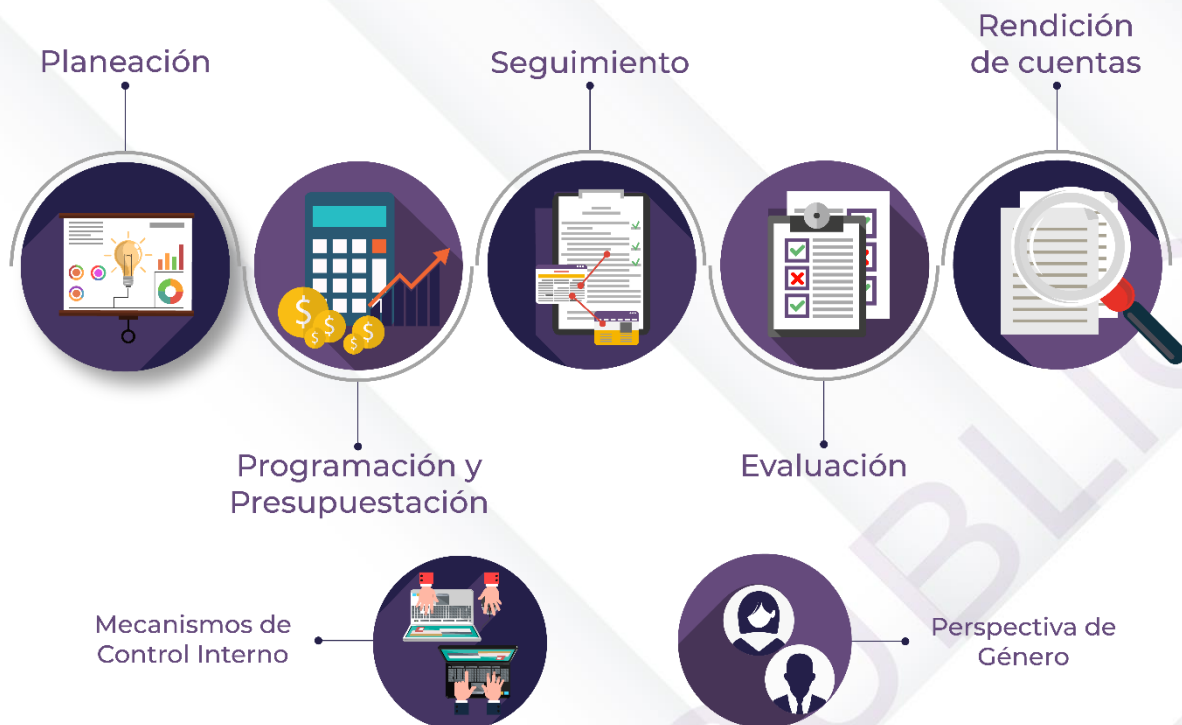 Planeación
Seguimiento
Rendición
de cuentas
$
$
$
$
$
Programación y
Presupuestación
Evaluación
Mecanismos de
Control Interno
Perspectiva de
Género